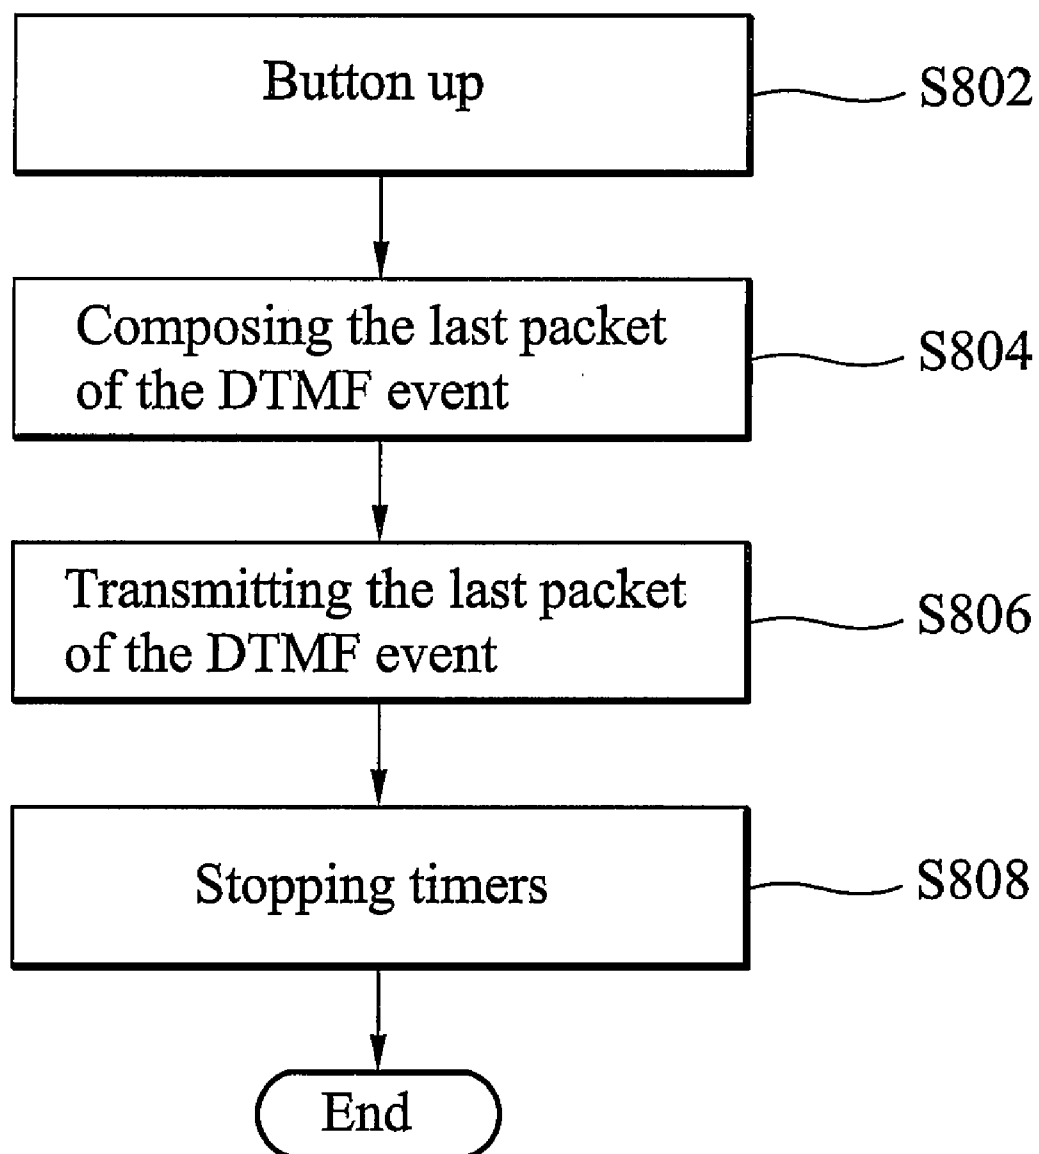 Button up
S802
Composing the last packet
of the DTMF event
S804
Transmitting the last packet
of the DTMF event
S806
Stopping timers
S808
End